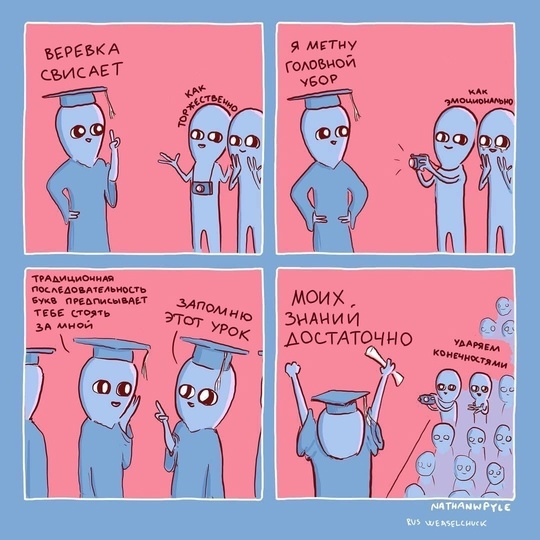 ВЕРЕВКА
СВИСАЕТ
КАК
ТОРЖЕСТВЕННО
Я МЕТНУ
ГОЛОВНОЙ
УБОР
КАК
ЭМОЦИОНАЛЬНО
ТРАДИЦИОННАЯ
ПОСЛЕДОВАТЕЛЬНОСТЬ
БУКВ ПРЕДПИСЫВАЕТ
ТЕБЕ СТОЯТЬ
ЗА МНОЙ
ЗАПОМНЮ
ЭТОТ УРОК
МОИХ
ЗНАНИЙ
ДОСТАТОЧНО
УДАРЯЕМ
КОНЕЧНОСТЯМИ
NATHANWPYLE
RUS WEASELCHUCK